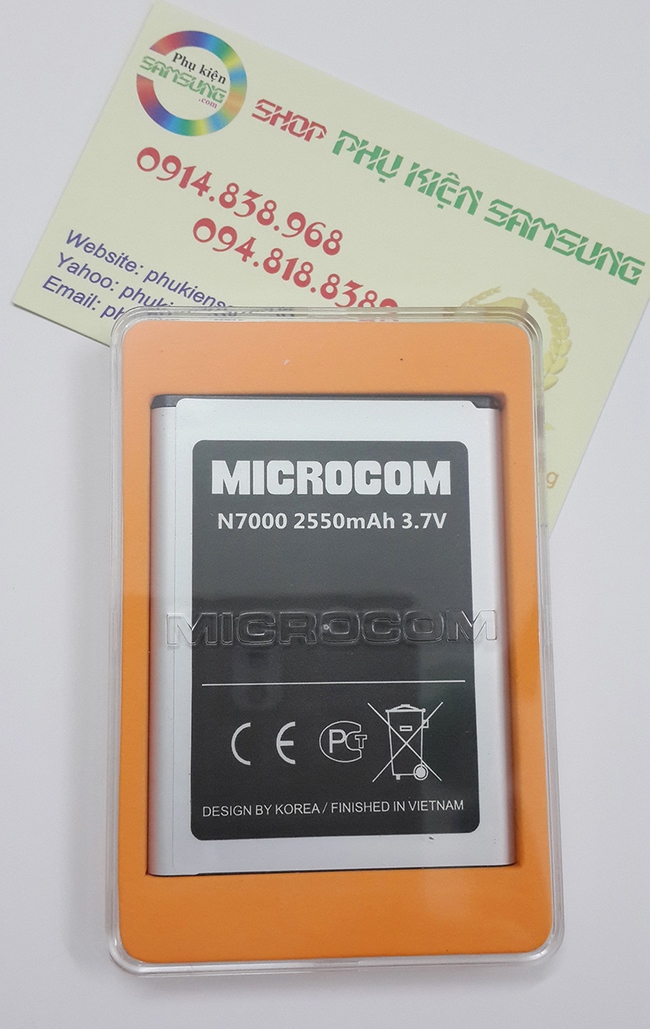 Phụ kiện
SAMSUNG
.com
SHOP PHỤ KIỆN SAMSUNG
0914.838.968
094.818.838
Website: phukiens
Yahoo: phuki
Email: ph
MICROCOM
N7000 2550mAh 3.7V
MICROCOM
CE
PCT
DESIGN BY KOREA / FINISHED IN VIETNAM